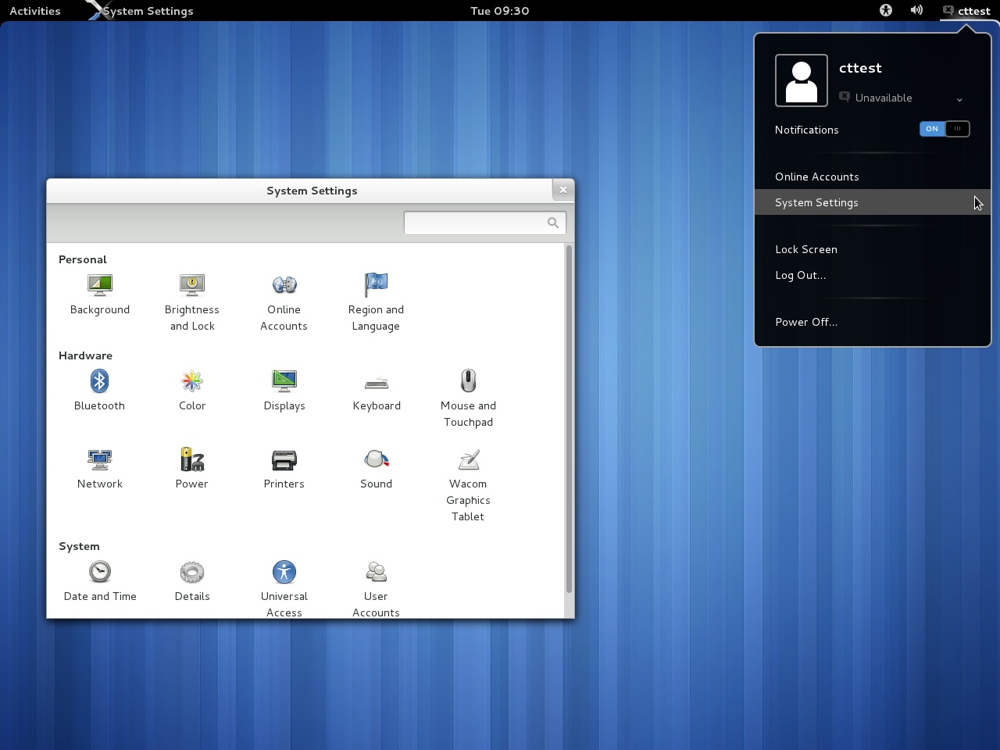 Activities
System Settings
Tue 09:30
cttest
cttest
Unavailable
Notifications
ON
Online Accounts
System Settings
Lock Screen
Log Out...
Power Off...
System Settings
Personal
Background
Brightness
and Lock
Online
Accounts
Region and
Language
Hardware
Bluetooth
Color
Displays
Keyboard
Mouse and
Touchpad
Network
Power
Printers
Sound
Wacom
Graphics
Tablet
System
Date and Time
Details
Universal
Access
User
Accounts